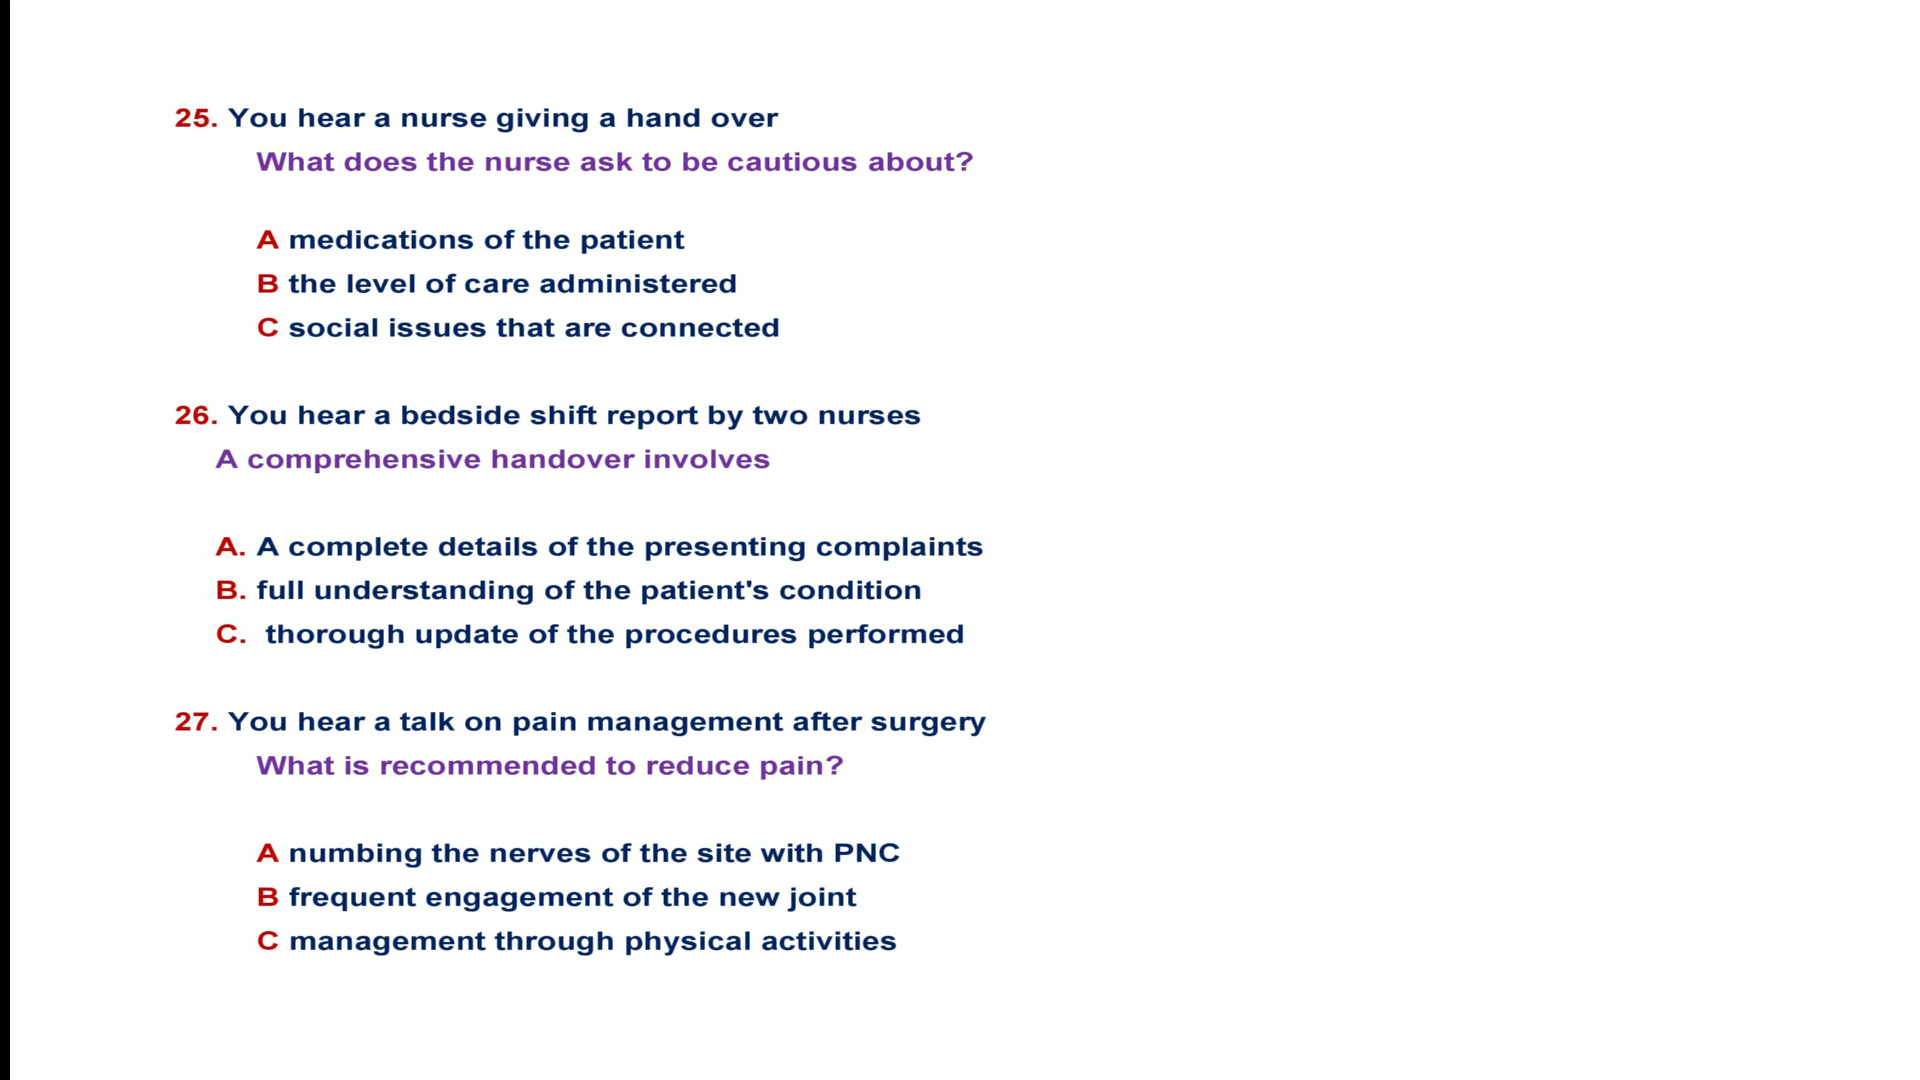 25. You hear a nurse giving a hand over
What does the nurse ask to be cautious about?
A medications of the patient
B the level of care administered
C social issues that are connected
26. You hear a bedside shift report by two nurses
A comprehensive handover involves
A. A complete details of the presenting complaints
B. full understanding of the patient's condition
C. thorough update of the procedures performed
27. You hear a talk on pain management after surgery
What is recommended to reduce pain?
A numbing the nerves of the site with PNC
B frequent engagement of the new joint
C management through physical activities